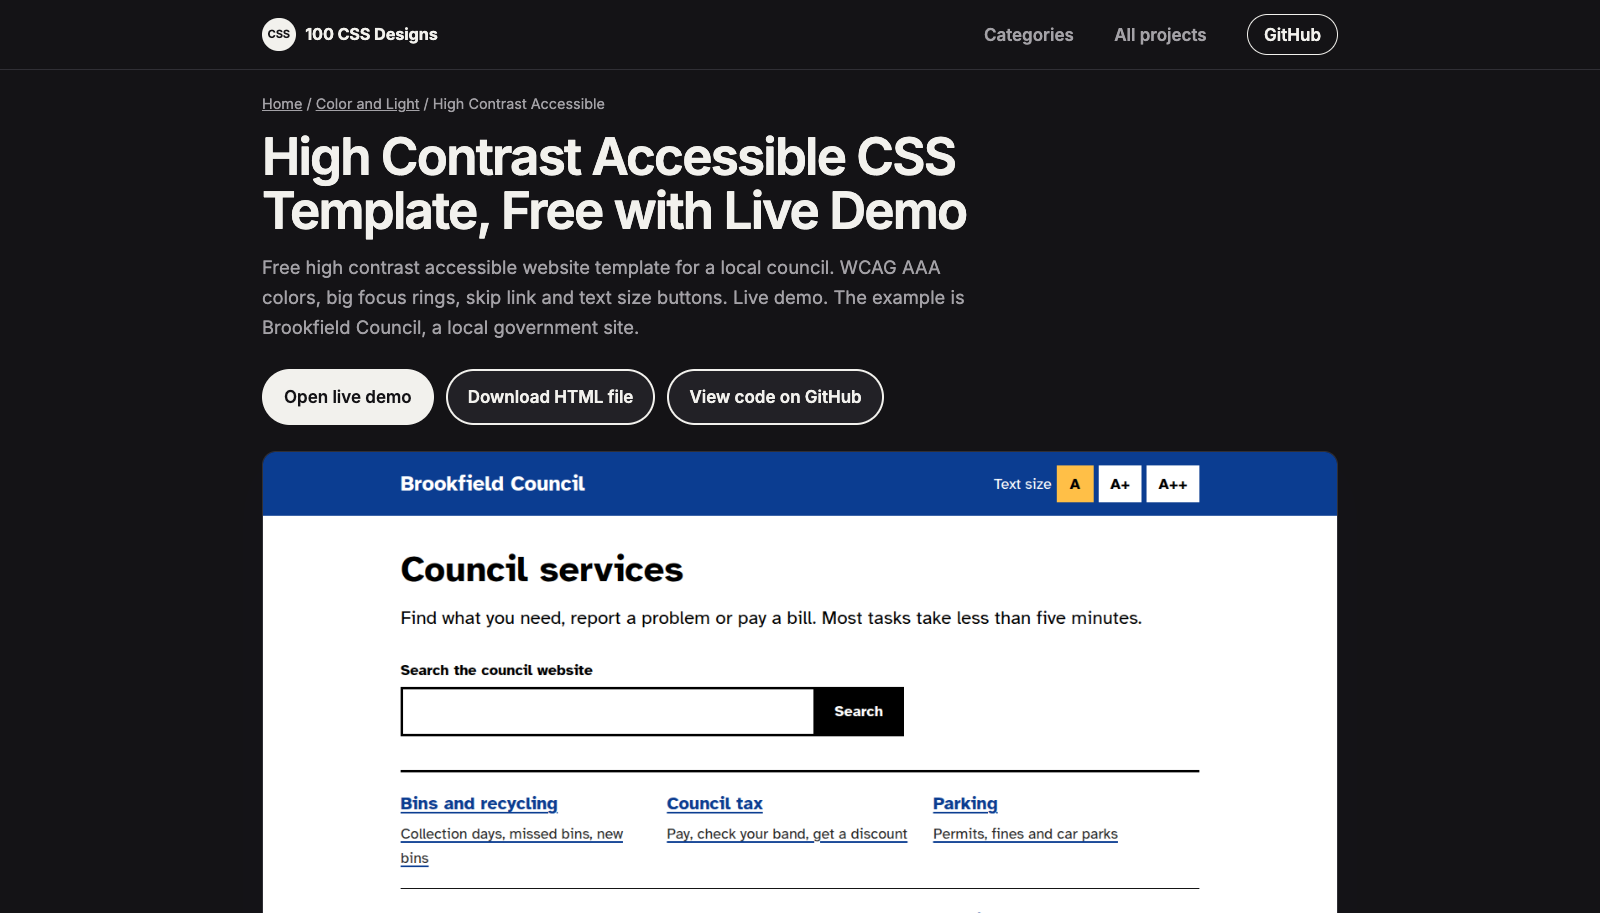 CSS 100 CSS Designs
Categories All projects GitHub
Home / Color and Light / High Contrast Accessible
High Contrast Accessible CSS
Template, Free with Live Demo
Free high contrast accessible website template for a local council. WCAG AAA
colors, big focus rings, skip link and text size buttons. Live demo. The example is
Brookfield Council, a local government site.
Open live demo Download HTML file View code on GitHub
Brookfield Council Text size A A+ A++
Council services
Find what you need, report a problem or pay a bill. Most tasks take less than five minutes.
Search the council website
Search
Bins and recycling Council tax Parking
Collection days, missed bins, new Pay, check your band, get a discount Permits, fines and car parks
bins